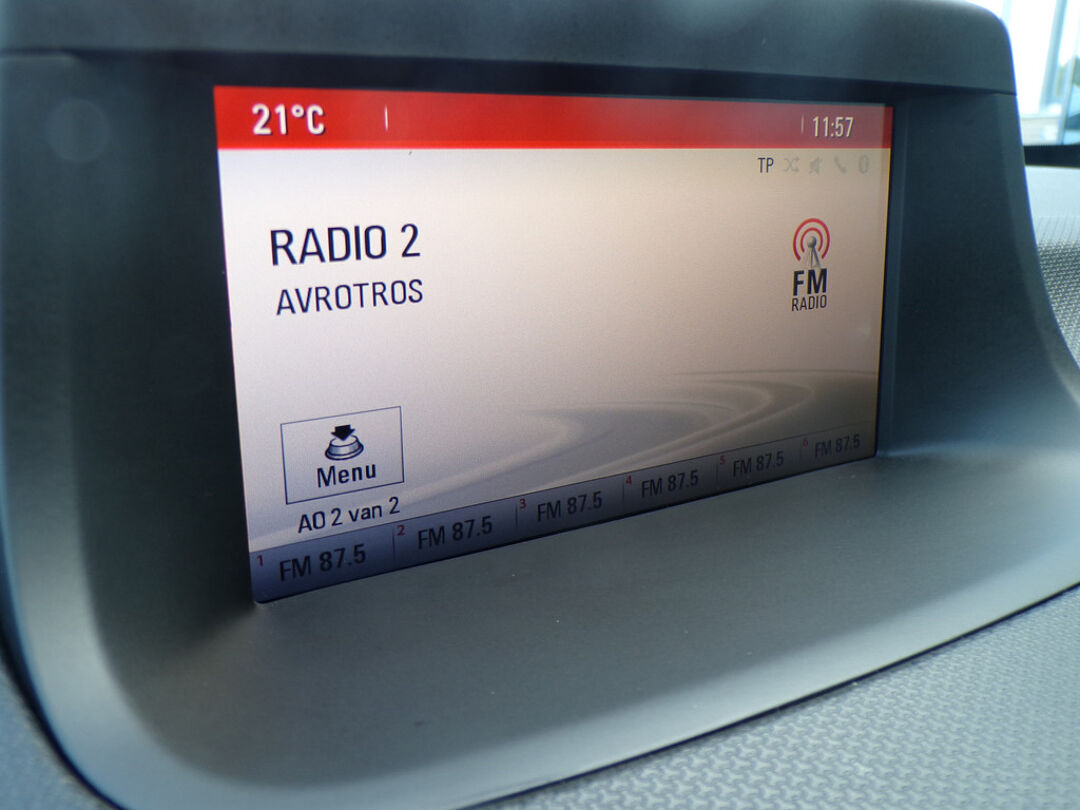 21°C 11:57
TP
RADIO 2
AVROTROS
FM
RADIO
Menu
AO 2 van 2
1 FM 87.5 2 FM 87.5 3 FM 87.5 4 FM 87.5 5 FM 87.5 6 FM 87.5